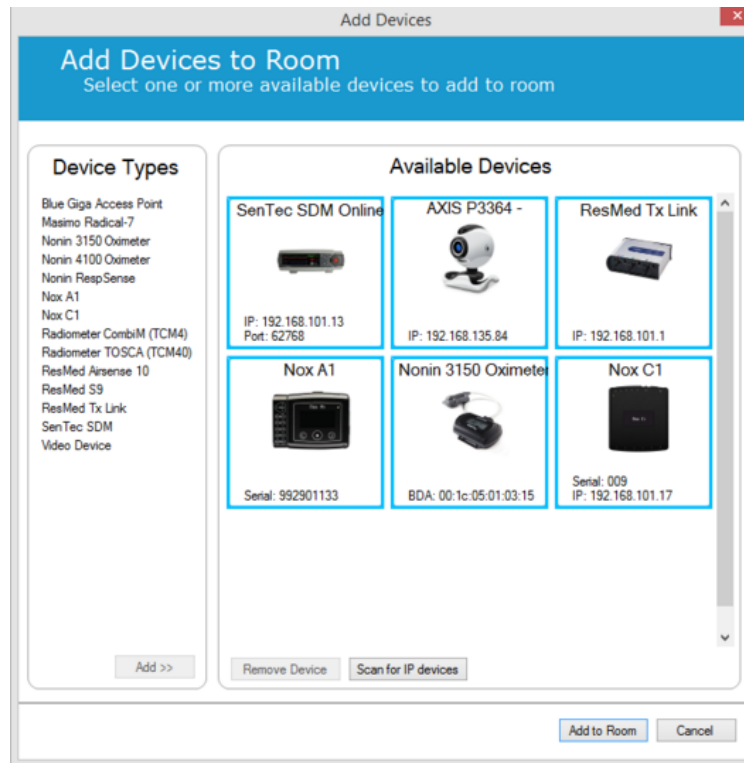 Add Devices
Add Devices to Room
Select one or more available devices to add to room
Device Types
Blue Giga Access Point
Masimo Radical-7
Nonin 3150 Oximeter
Nonin 4100 Oximeter
Nonin RespSense
Nox A1
Nox C1
Radiometer CombiM (TCM4)
Radiometer TOSCA (TCM40)
ResMed Airsense 10
ResMed S9
ResMed Tx Link
SenTec SDM
Video Device
Add >>
Available Devices
SenTec SDM Online
IP: 192.168.101.13
Port: 62768
AXIS P3364 -
IP: 192.168.135.84
ResMed Tx Link
IP: 192.168.101.1
Nox A1
Nox A1
Serial: 992901133
Nonin 3150 Oximeter
BDA: 00:1c:05:01:03:15
Nox C1
Nox C1
Serial: 009
IP: 192.168.101.17
Remove Device
Scan for IP devices
Add to Room
Cancel